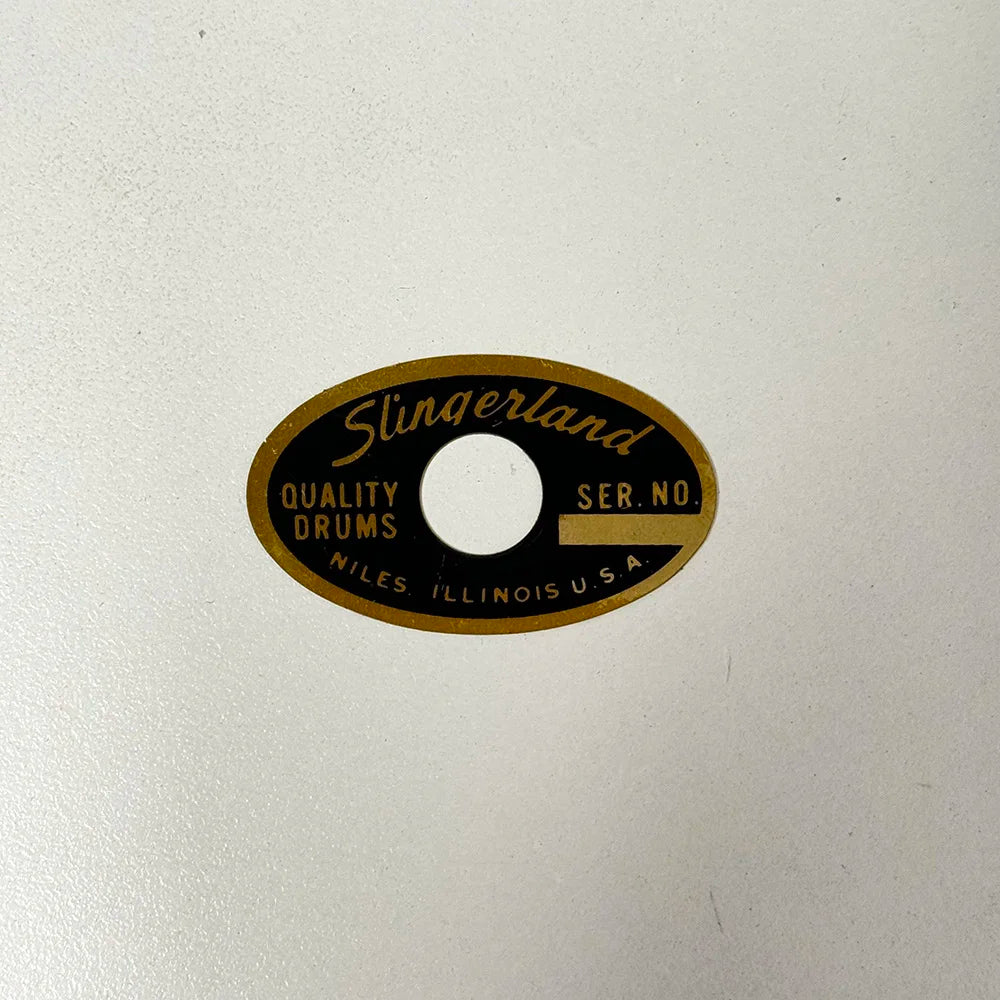 Slingerland
QUALITY
DRUMS
SER. NO.
NILES, ILLINOIS U.S.A.